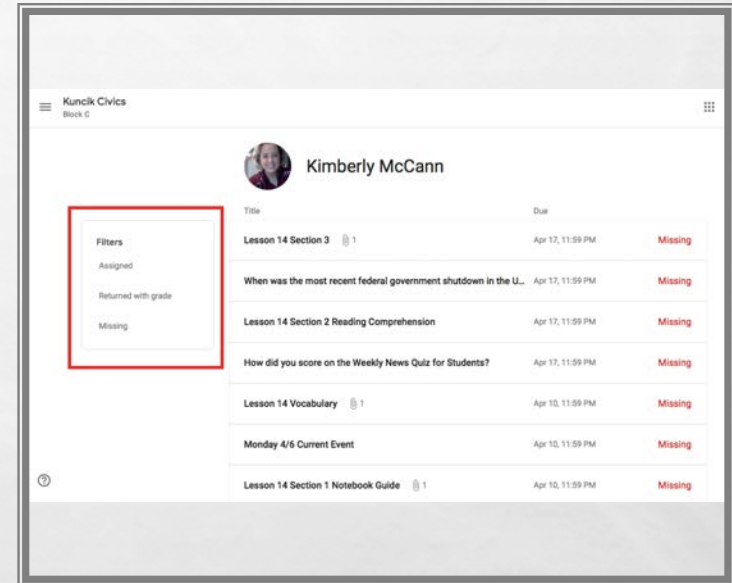 Kuncik Civics
Block C
Kimberly McCann
Title Due
Filters
Assigned
Returned with grade
Missing
Lesson 14 Section 3 1 Apr 17, 11:59 PM Missing
When was the most recent federal government shutdown in the U... Apr 17, 11:59 PM Missing
Lesson 14 Section 2 Reading Comprehension Apr 17, 11:59 PM Missing
How did you score on the Weekly News Quiz for Students? Apr 17, 11:59 PM Missing
Lesson 14 Vocabulary 1 Apr 10, 11:59 PM Missing
Monday 4/6 Current Event Apr 10, 11:59 PM Missing
Lesson 14 Section 1 Notebook Guide 1 Apr 10, 11:59 PM Missing